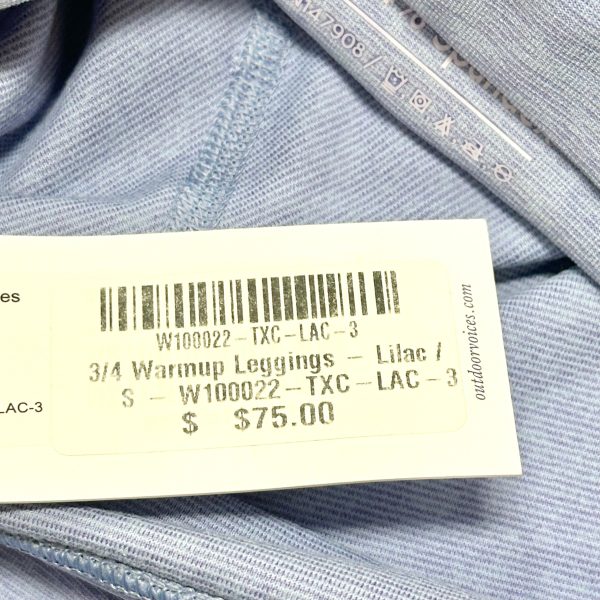 147908 /
es
LAC-3
W100022-TXC-LAC-3
3/4 Warmup Leggings - Lilac /
S - W100022-TXC-LAC-3
$ $75.00
outdoorvoices.com